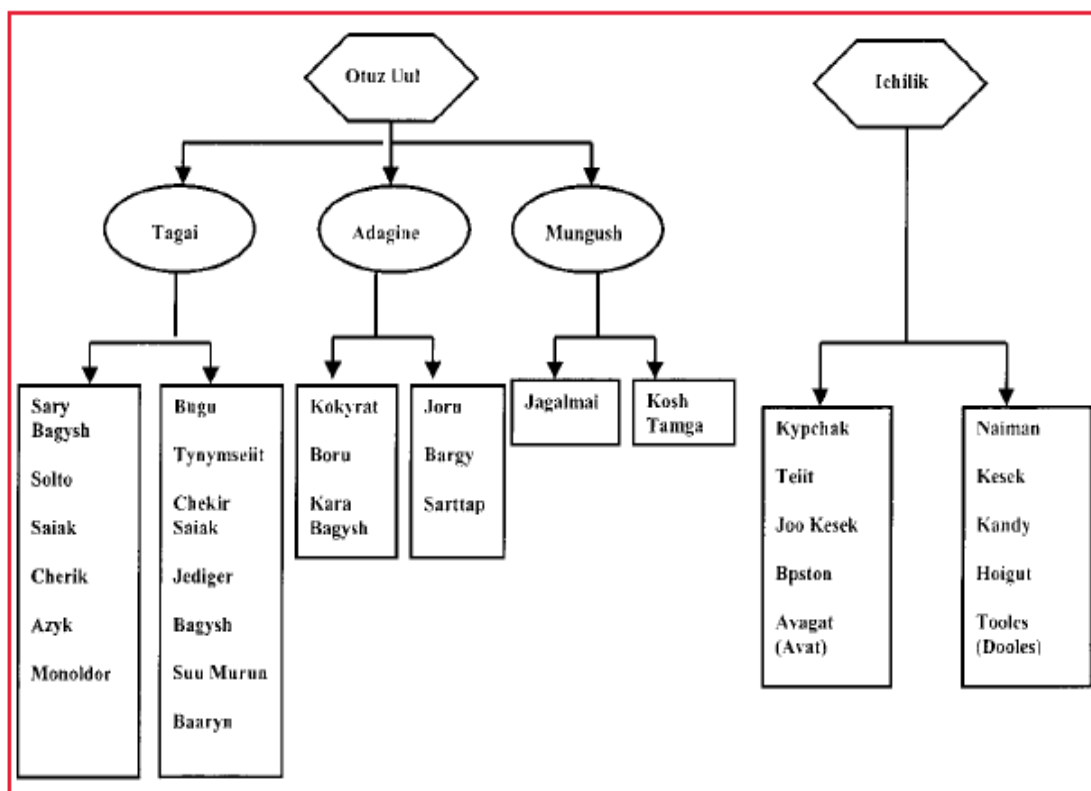 Otuz Uul
Ichilik
Tagai
Adagine
Mungush
Sary
Bagysh
Solto
Saiak
Cherik
Azyk
Monoldor
Bugu
Tynymseiit
Chekir
Saiak
Jediger
Bagysh
Suu Murun
Baaryn
Kokyrat
Boru
Kara
Bagysh
Joru
Bargy
Sarttap
Jagalmai
Kosh
Tamga
Kypchak
Teiit
Joo Kesek
Bpston
Avagat
(Avat)
Naiman
Kesek
Kandy
Hoigut
Tooles
(Dooles)